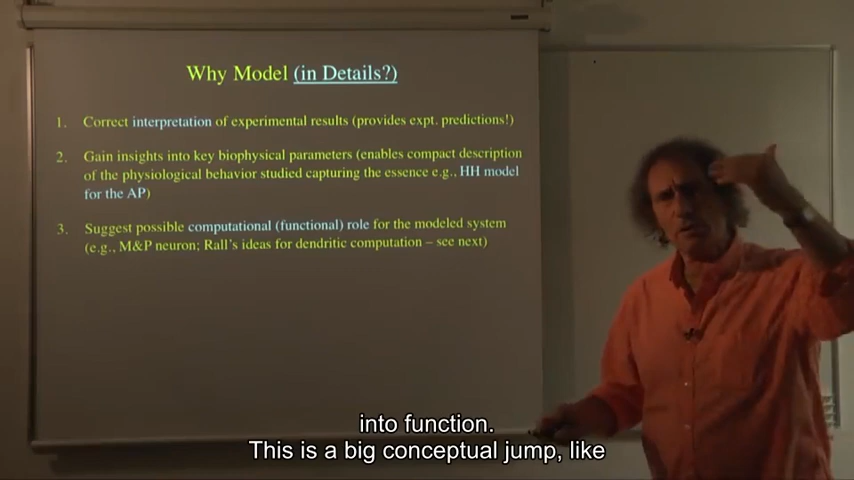 Why Model (in Details?)
1. Correct interpretation of experimental results (provides expt. predictions!)
2. Gain insights into key biophysical parameters (enables compact description
of the physiological behavior studied capturing the essence e.g., HH model
for the AP)
3. Suggest possible computational (functional) role for the modeled system
(e.g., M&P neuron; Rall's ideas for dendritic computation – see next)
into function.
This is a big conceptual jump, like